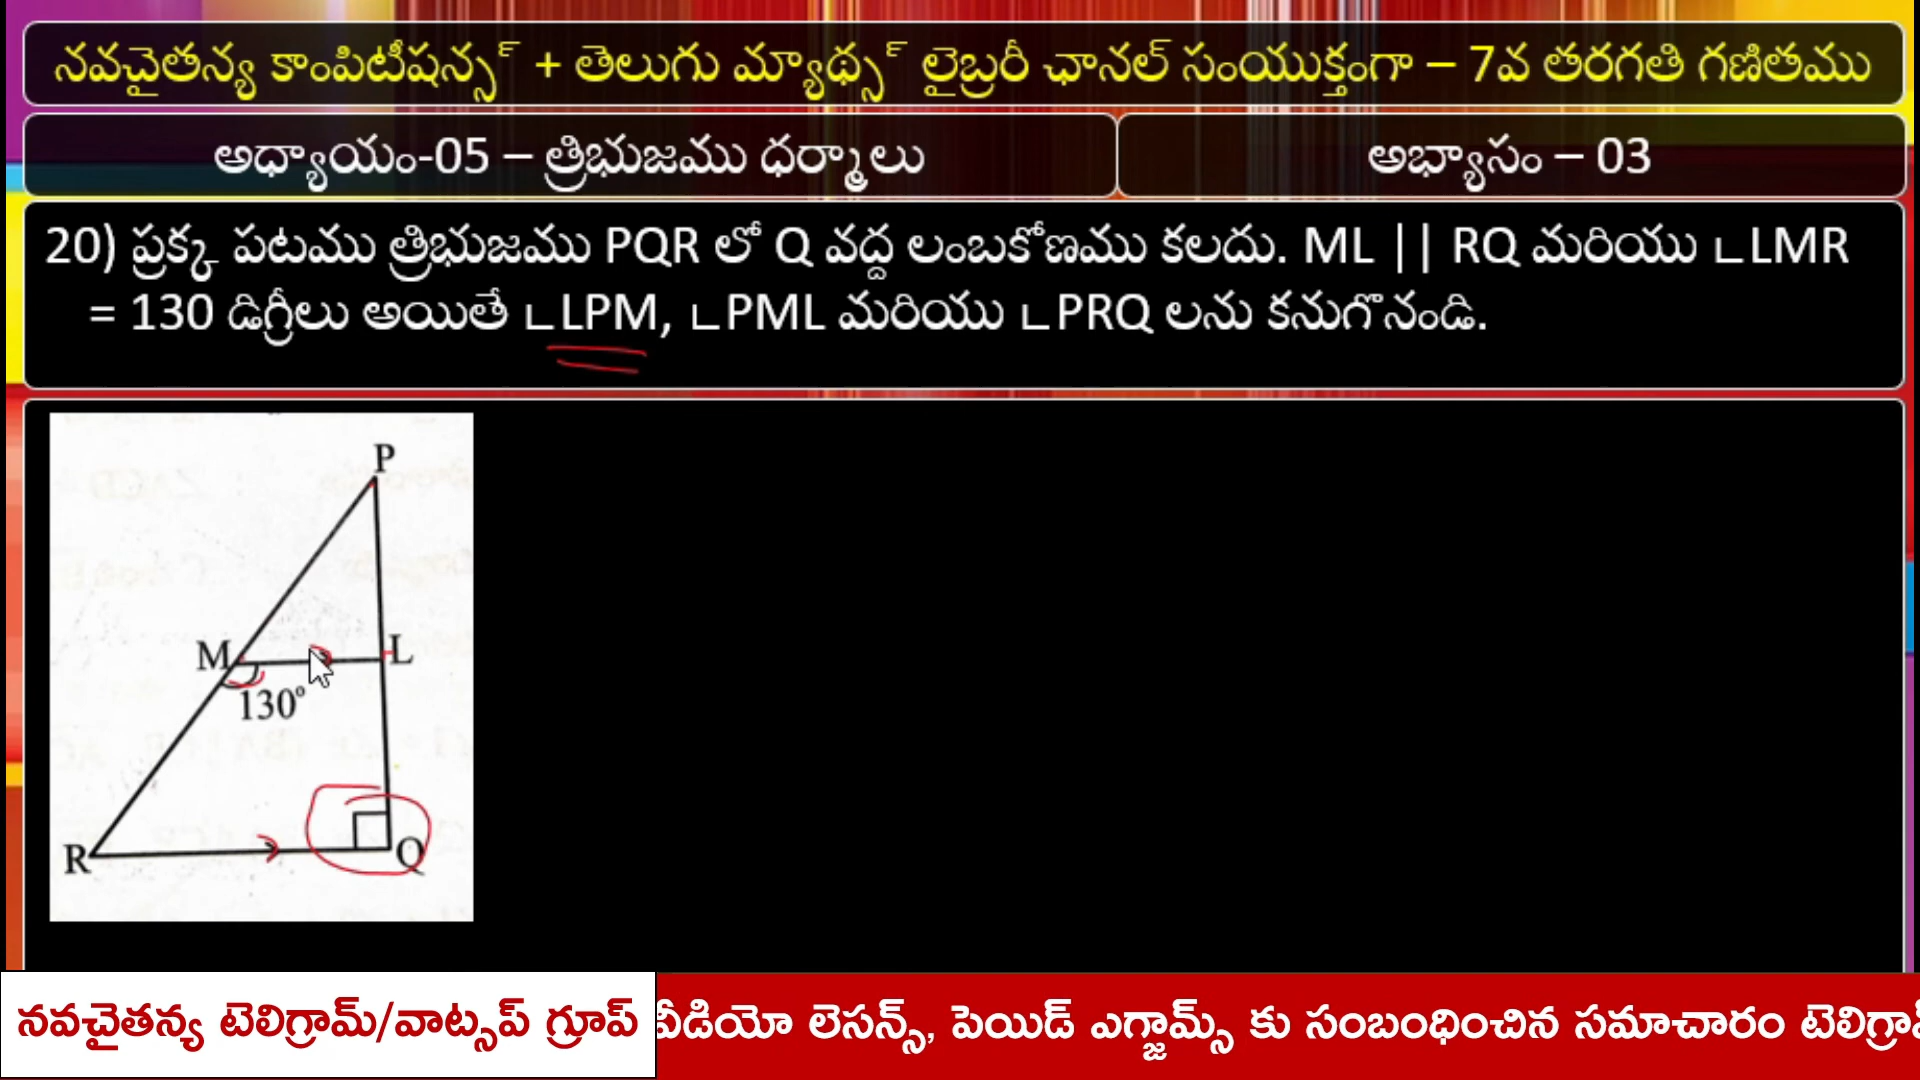 నవచైతన్య కాంపిటీషన్స్ + తెలుగు మ్యాథ్స్ లైబ్రరీ ఛానల్ సంయుక్తంగా – 7వ తరగతి గణితము
అధ్యాయం-05 – త్రిభుజము ధర్మాలు
అభ్యాసం – 03
20) ప్రక్క పటము త్రిభుజము PQR లో Q వద్ద లంబకోణము కలదు. ML || RQ మరియు ∟LMR
= 130 డిగ్రీలు అయితే ∟LPM, ∟PML మరియు ∟PRQ లను కనుగొనండి.
P
M L
130°
R Q
నవచైతన్య టెలిగ్రామ్/వాట్సప్ గ్రూప్
వీడియో లెసన్స్, పెయిడ్ ఎగ్జామ్స్ కు సంబంధించిన సమాచారం